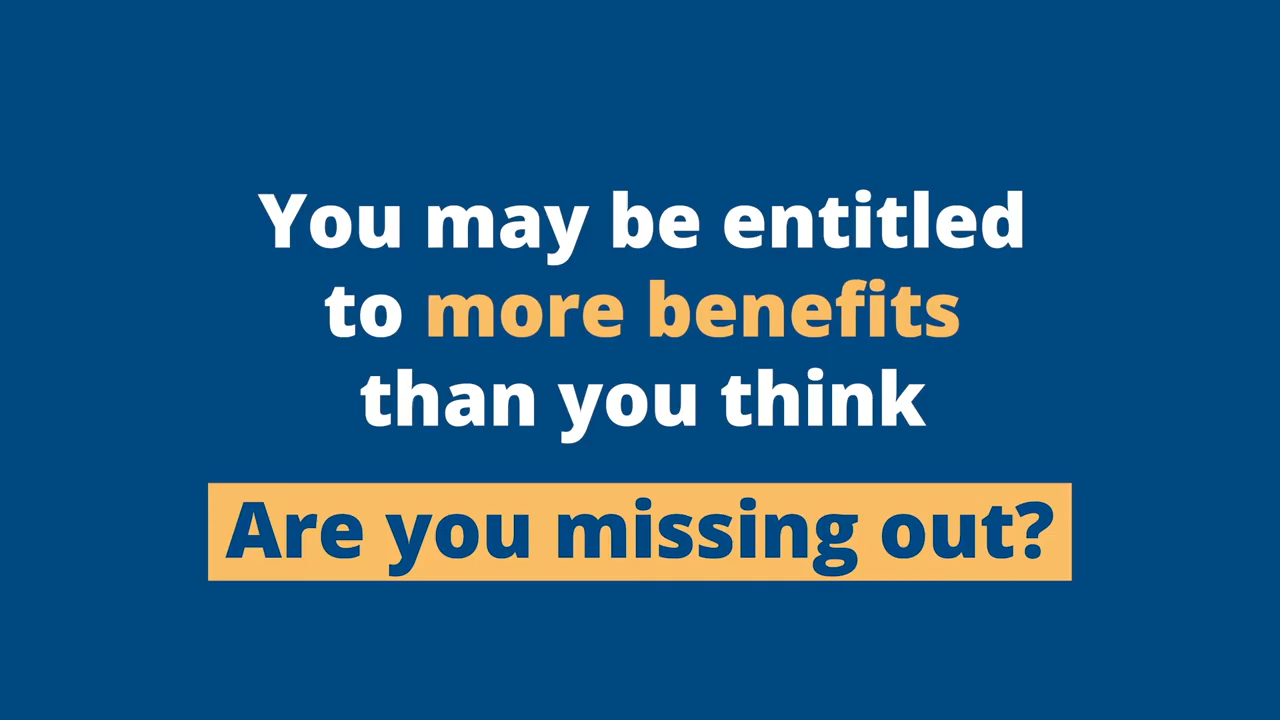 You may be entitled
to more benefits
than you think
Are you missing out?